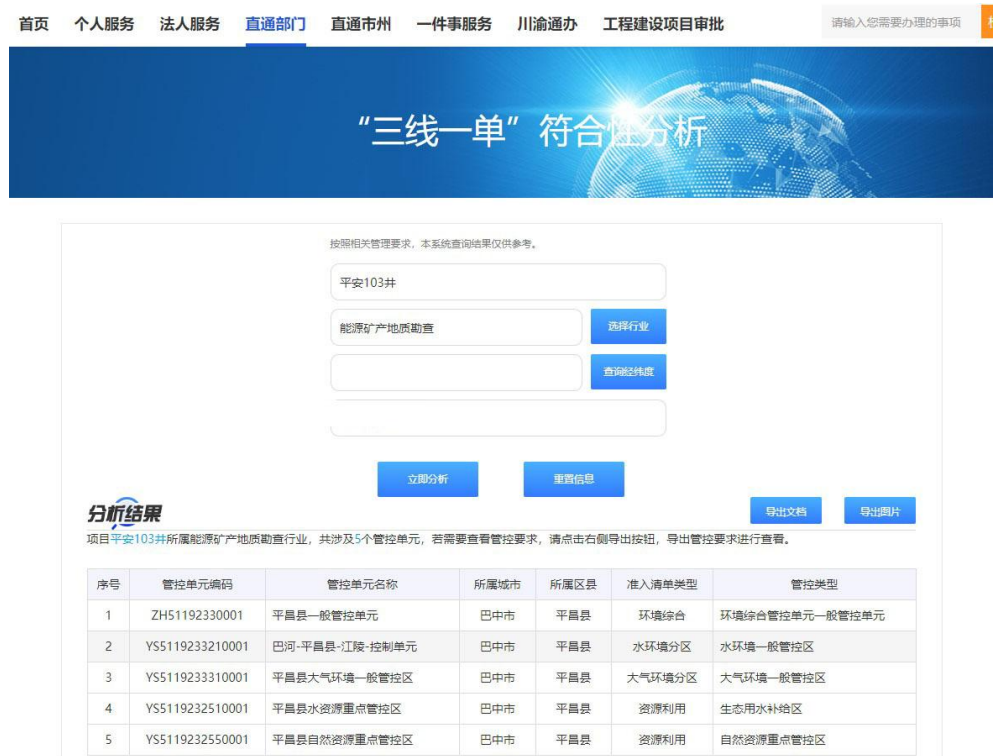 首页 个人服务 法人服务 直通部门 直通市州 一件事服务 川渝通办 工程建设项目审批 请输入您需要办理的事项
“三线一单”符合性分析
按照相关管理要求，本系统查询结果仅供参考。
平安103井
能源矿产地质勘查 选择行业
查询经纬度
立即分析 重置信息
分析结果 导出文档 导出图片
项目平安103井所属能源矿产地质勘查行业，共涉及5个管控单元，若需要查看管控要求，请点击右侧导出按钮，导出管控要求进行查看。
序号 管控单元编码 管控单元名称 所属城市 所属区县 准入清单类型 管控类型
1 ZH51192330001 平昌县一般管控单元 巴中市 平昌县 环境综合 环境综合管控单元一般管控单元
2 YS5119233210001 巴河-平昌县-江陵-控制单元 巴中市 平昌县 水环境分区 水环境一般管控区
3 YS5119233310001 平昌县大气环境一般管控区 巴中市 平昌县 大气环境分区 大气环境一般管控区
4 YS5119232510001 平昌县水资源重点管控区 巴中市 平昌县 资源利用 生态用水补给区
5 YS5119232550001 平昌县自然资源重点管控区 巴中市 平昌县 资源利用 自然资源重点管控区